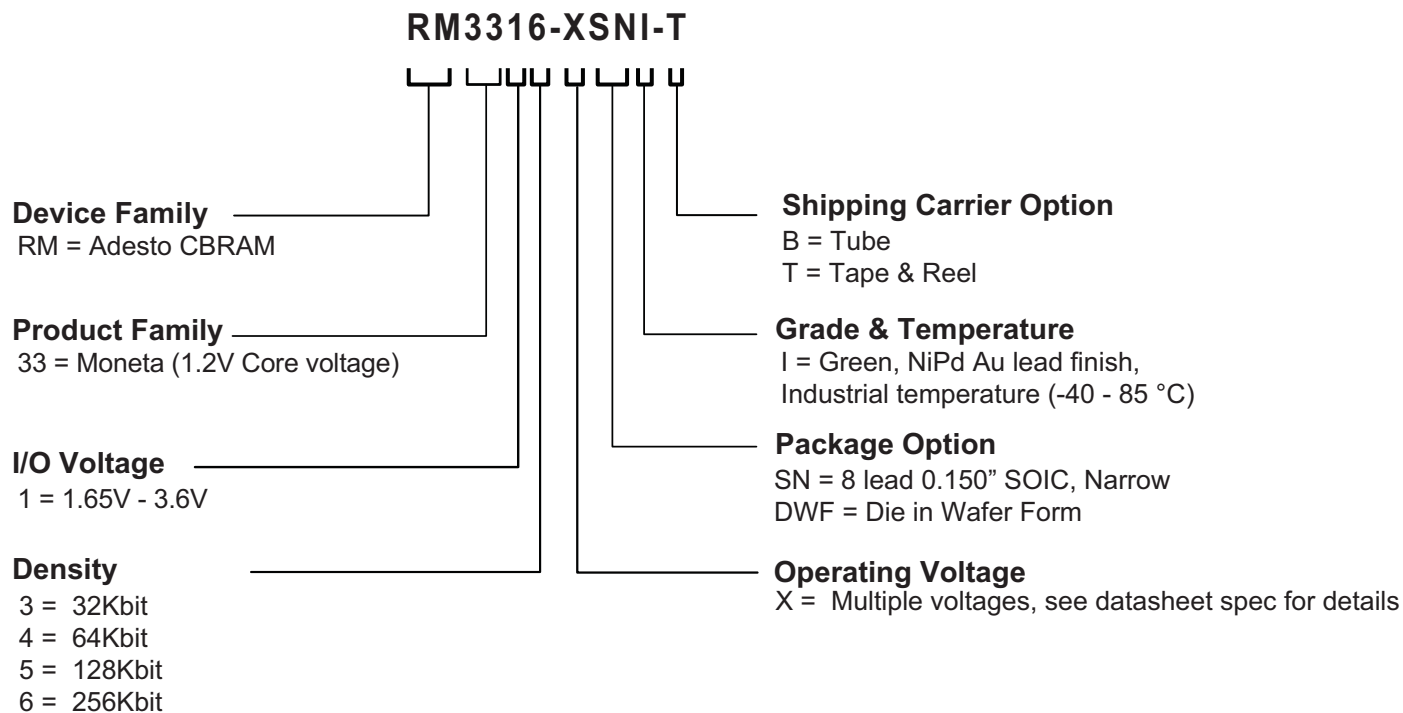 RM3316-XSNI-T
Device Family
RM = Adesto CBRAM
Product Family
33 = Moneta (1.2V Core voltage)
I/O Voltage
1 = 1.65V - 3.6V
Density
3 = 32Kbit
4 = 64Kbit
5 = 128Kbit
6 = 256Kbit
Shipping Carrier Option
B = Tube
T = Tape & Reel
Grade & Temperature
I = Green, NiPd Au lead finish,
Industrial temperature (-40 - 85 °C)
Package Option
SN = 8 lead 0.150” SOIC, Narrow
DWF = Die in Wafer Form
Operating Voltage
X = Multiple voltages, see datasheet spec for details